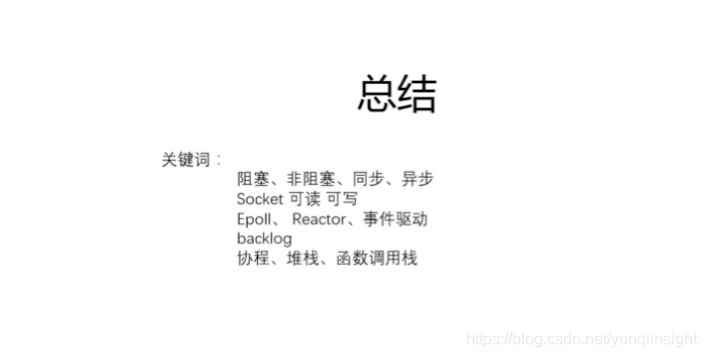 总结
关键词：
阻塞、非阻塞、同步、异步
Socket 可读 可写
Epoll、 Reactor、事件驱动
backlog
协程、堆栈、函数调用栈
https://blog.csdn.net/yunqiinsight